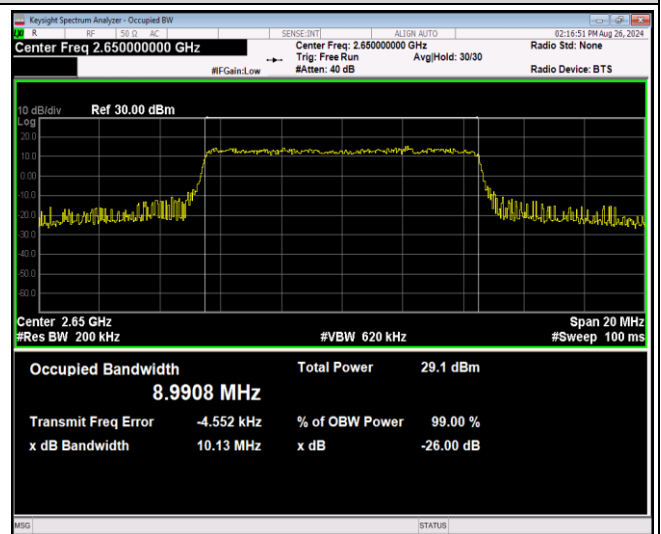 Keysight Spectrum Analyzer - Occupied BW
LXI R RF 50 Ω AC SENSE:INT ALIGN AUTO 02:16:51 PM Aug 26, 2024
Center Freq 2.650000000 GHz Center Freq: 2.650000000 GHz Radio Std: None
Trig: Free Run Avg|Hold: 30/30
#IFGain:Low #Atten: 40 dB Radio Device: BTS
10 dB/div Ref 30.00 dBm
Log
20.0
10.0
0.00
-10.0
-20.0
-30.0
-40.0
-50.0
-60.0
Center 2.65 GHz Span 20 MHz
#Res BW 200 kHz #VBW 620 kHz #Sweep 100 ms
Occupied Bandwidth Total Power 29.1 dBm
8.9908 MHz
Transmit Freq Error -4.552 kHz % of OBW Power 99.00 %
x dB Bandwidth 10.13 MHz x dB -26.00 dB
MSG STATUS